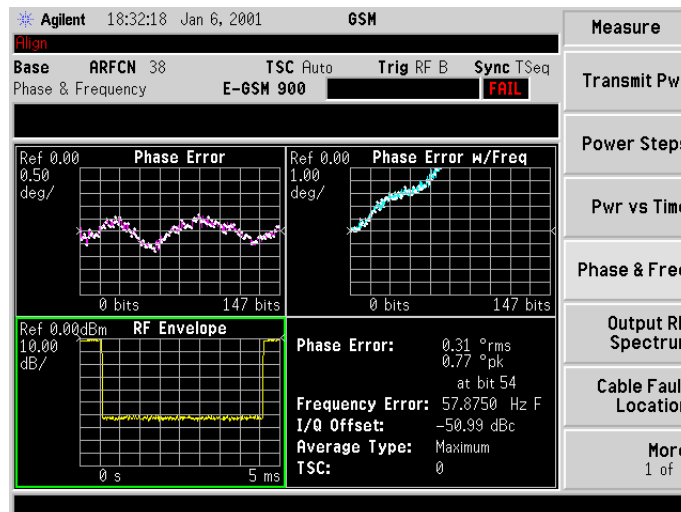 Agilent 18:32:18 Jan 6, 2001 GSM
Align
Base ARFCN 38 TSC Auto Trig RF B Sync TSeq
Phase & Frequency E-GSM 900 FAIL
Ref 0.00 Phase Error
0.50
deg/
0 bits 147 bits
Ref 0.00 Phase Error w/Freq
1.00
deg/
0 bits 147 bits
Ref 0.00dBm RF Envelope
10.00
dB/
0 s 5 ms
Phase Error: 0.31 °rms
0.77 °pk
at bit 54
Frequency Error: 57.8750 Hz F
I/Q Offset: -50.99 dBc
Average Type: Maximum
TSC: 0
Measure
Transmit Pw
Power Steps
Pwr vs Time
Phase & Freq
Output RF
Spectrum
Cable Fault
Location
More
1 of